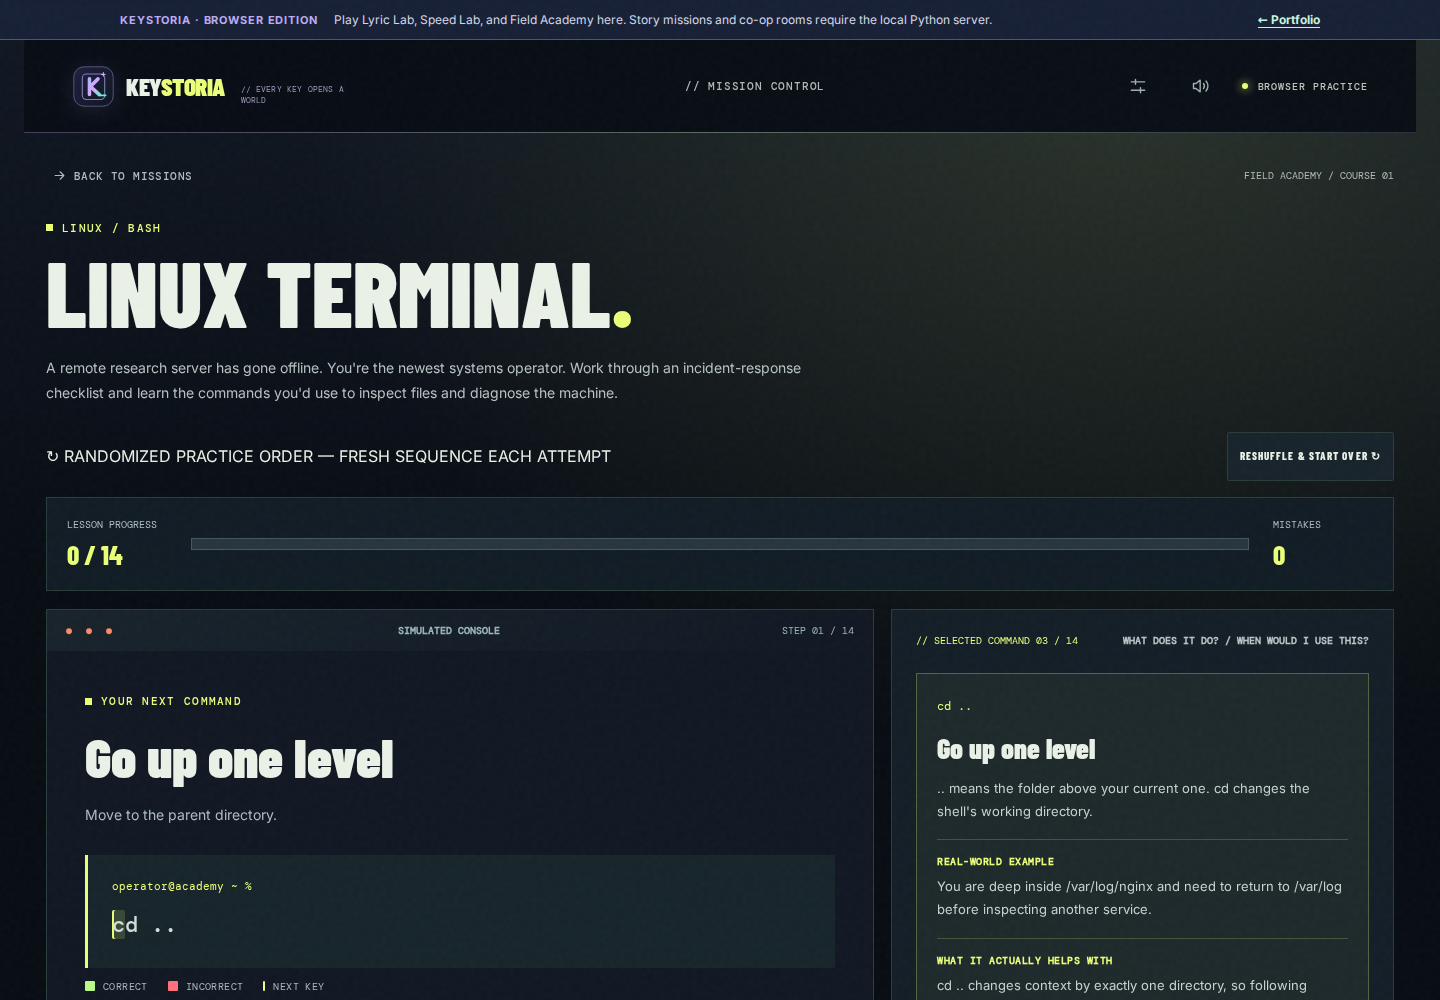 KEYSTORIA · BROWSER EDITION Play Lyric Lab, Speed Lab, and Field Academy here. Story missions and co-op rooms require the local Python server. ← Portfolio
KEYSTORIA // EVERY KEY OPENS A
WORLD
// MISSION CONTROL
BROWSER PRACTICE
→ BACK TO MISSIONS
FIELD ACADEMY / COURSE 01
LINUX / BASH
LINUX TERMINAL.
A remote research server has gone offline. You're the newest systems operator. Work through an incident-response
checklist and learn the commands you'd use to inspect files and diagnose the machine.
↻ RANDOMIZED PRACTICE ORDER — FRESH SEQUENCE EACH ATTEMPT
RESHUFFLE & START OVER ↻
LESSON PROGRESS
0 / 14
MISTAKES
0
SIMULATED CONSOLE
STEP 01 / 14
YOUR NEXT COMMAND
Go up one level
Move to the parent directory.
operator@academy ~ %
cd ..
CORRECT INCORRECT NEXT KEY
// SELECTED COMMAND 03 / 14
WHAT DOES IT DO? / WHEN WOULD I USE THIS?
cd ..
Go up one level
.. means the folder above your current one. cd changes the
shell's working directory.
REAL-WORLD EXAMPLE
You are deep inside /var/log/nginx and need to return to /var/log
before inspecting another service.
WHAT IT ACTUALLY HELPS WITH
cd .. changes context by exactly one directory, so following